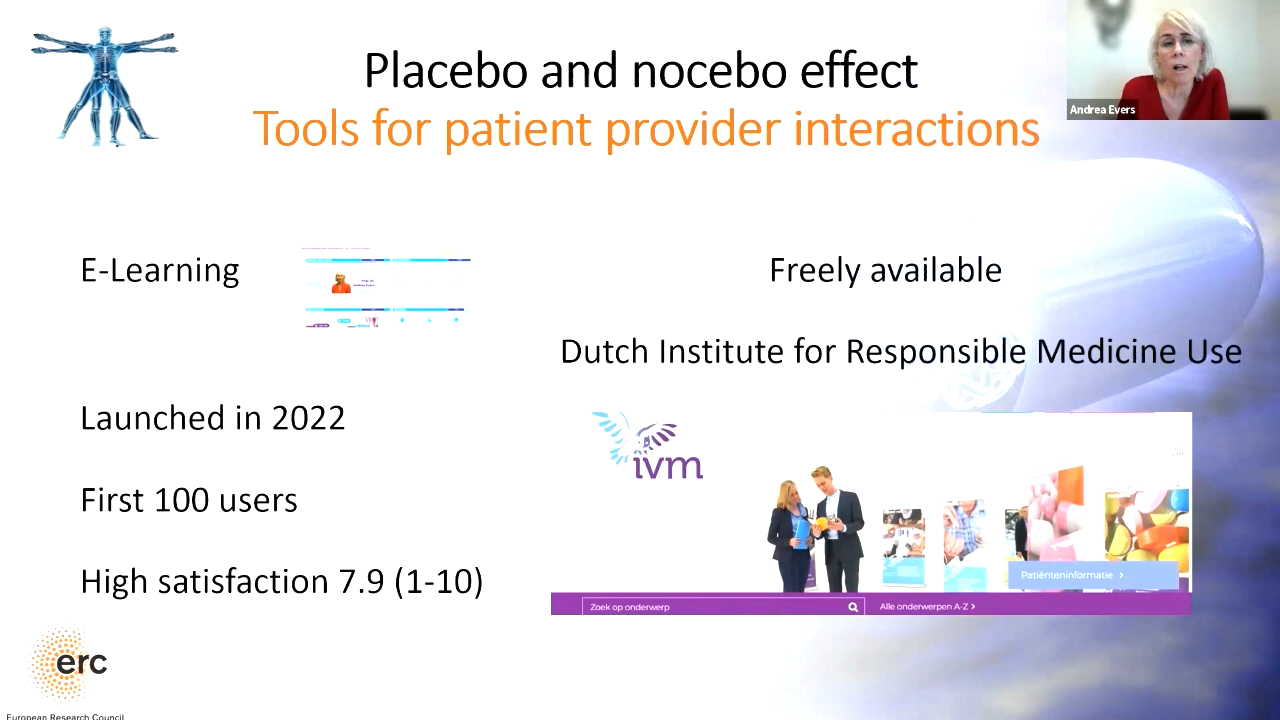 Placebo and nocebo effect
Tools for patient provider interactions
Andrea Evers
E-Learning
Freely available
Dutch Institute for Responsible Medicine Use
Launched in 2022
First 100 users
High satisfaction 7.9 (1-10)
ivm
Patiënteninformatie >
Zoek op onderwerp
Alle onderwerpen A-Z >
erc
European Research Council